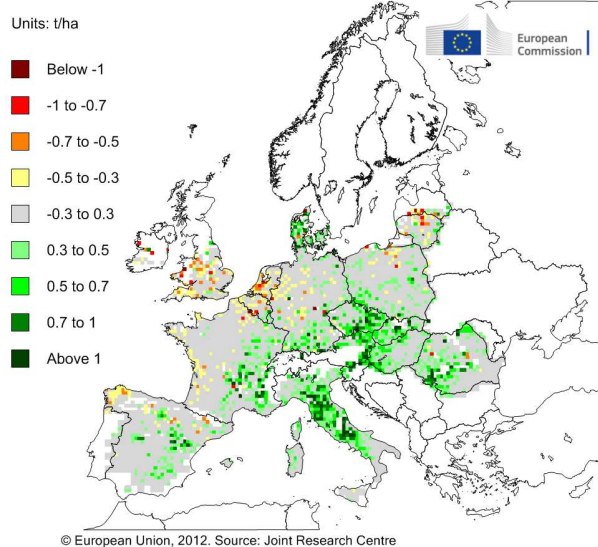 Units: t/ha
European
Commission
Below -1
-1 to -0.7
-0.7 to -0.5
-0.5 to -0.3
-0.3 to 0.3
0.3 to 0.5
0.5 to 0.7
0.7 to 1
Above 1
© European Union, 2012. Source: Joint Research Centre